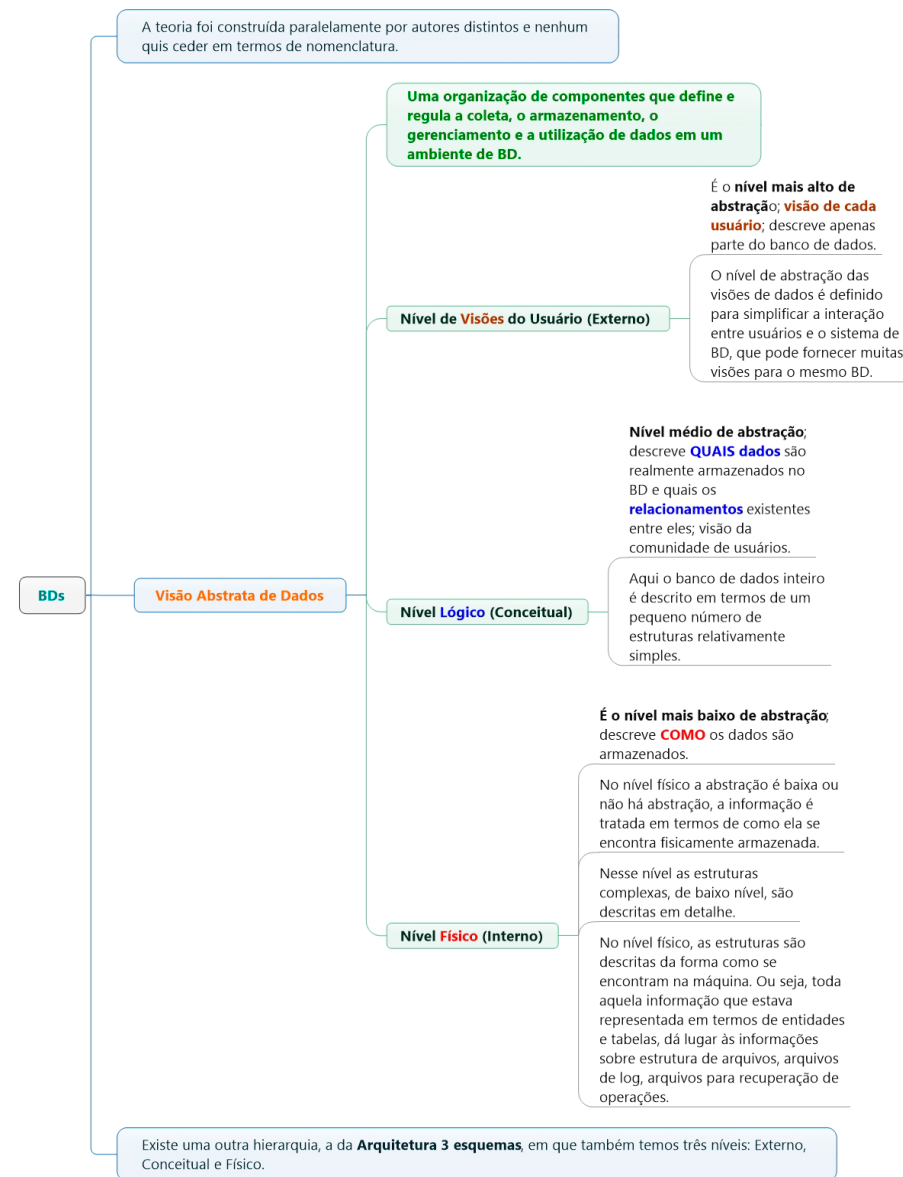 A teoria foi construída paralelamente por autores distintos e nenhum
quis ceder em termos de nomenclatura.
Uma organização de componentes que define e
regula a coleta, o armazenamento, o
gerenciamento e a utilização de dados em um
ambiente de BD.
É o nível mais alto de
abstração; visão de cada
usuário; descreve apenas
parte do banco de dados.
O nível de abstração das
visões de dados é definido
para simplificar a interação
entre usuários e o sistema de
BD, que pode fornecer muitas
visões para o mesmo BD.
Nível de Visões do Usuário (Externo)
Nível médio de abstração;
descreve QUAIS dados são
realmente armazenados no
BD e quais os
relacionamentos existentes
entre eles; visão da
comunidade de usuários.
Aqui o banco de dados inteiro
é descrito em termos de um
pequeno número de
estruturas relativamente
simples.
BDs
Visão Abstrata de Dados
Nível Lógico (Conceitual)
É o nível mais baixo de abstração;
descreve COMO os dados são
armazenados.
No nível físico a abstração é baixa ou
não há abstração, a informação é
tratada em termos de como ela se
encontra fisicamente armazenada.
Nesse nível as estruturas
complexas, de baixo nível, são
descritas em detalhe.
Nível Físico (Interno)
No nível físico, as estruturas são
descritas da forma como se
encontram na máquina. Ou seja, toda
aquela informação que estava
representada em termos de entidades
e tabelas, dá lugar às informações
sobre estrutura de arquivos, arquivos
de log, arquivos para recuperação de
operações.
Existe uma outra hierarquia, a da Arquitetura 3 esquemas, em que também temos três níveis: Externo,
Conceitual e Físico.